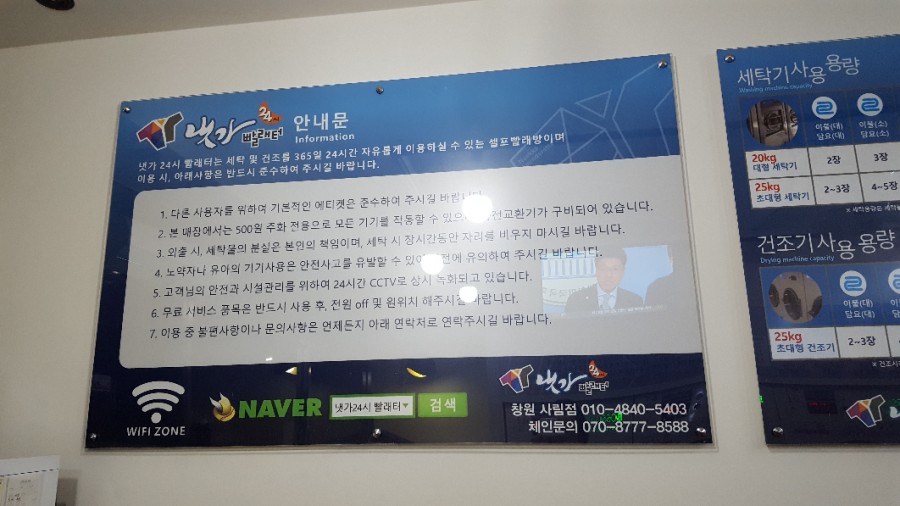 냇가 24시 빨래터 안내문
Information
냇가 24시 빨래터는 세탁 및 건조를 365일 24시간 자유롭게 이용하실 수 있는 셀프빨래방이며
이용 시, 아래사항은 반드시 준수하여 주시길 바랍니다.
1. 다른 사용자를 위하여 기본적인 에티켓은 준수하여 주시길 바랍니다.
2. 본 매장에서는 500원 주화 전용으로 모든 기기를 작동할 수 있으며 동전교환기가 구비되어 있습니다.
3. 외출 시, 세탁물의 분실은 본인의 책임이며, 세탁 시 장시간동안 자리를 비우지 마시길 바랍니다.
4. 노약자나 유아의 기기사용은 안전사고를 유발할 수 있어 안전에 유의하여 주시길 바랍니다.
5. 고객님의 안전과 시설관리를 위하여 24시간 CCTV로 상시 녹화되고 있습니다.
6. 무료 서비스 품목은 반드시 사용 후, 전원 off 및 원위치 해주시길 바랍니다.
7. 이용 중 불편사항이나 문의사항은 언제든지 아래 연락처로 연락주시길 바랍니다.
WiFi ZONE
NAVER 냇가24시 빨래터 검색
냇가 24시 빨래터
창원 사림점 010-4840-5403
체인문의 070-8777-8588
세탁기사용 용량
Washing machine capacity
이불(대) 이불(소)
담요(대) 담요(소)
20kg 대형 세탁기 2장 3장
25kg 초대형 세탁기 2~3장 4~5장
건조기사용 용량
Drying machine capacity
이불(대)
담요(대)
25kg 초대형 건조기 2~3장